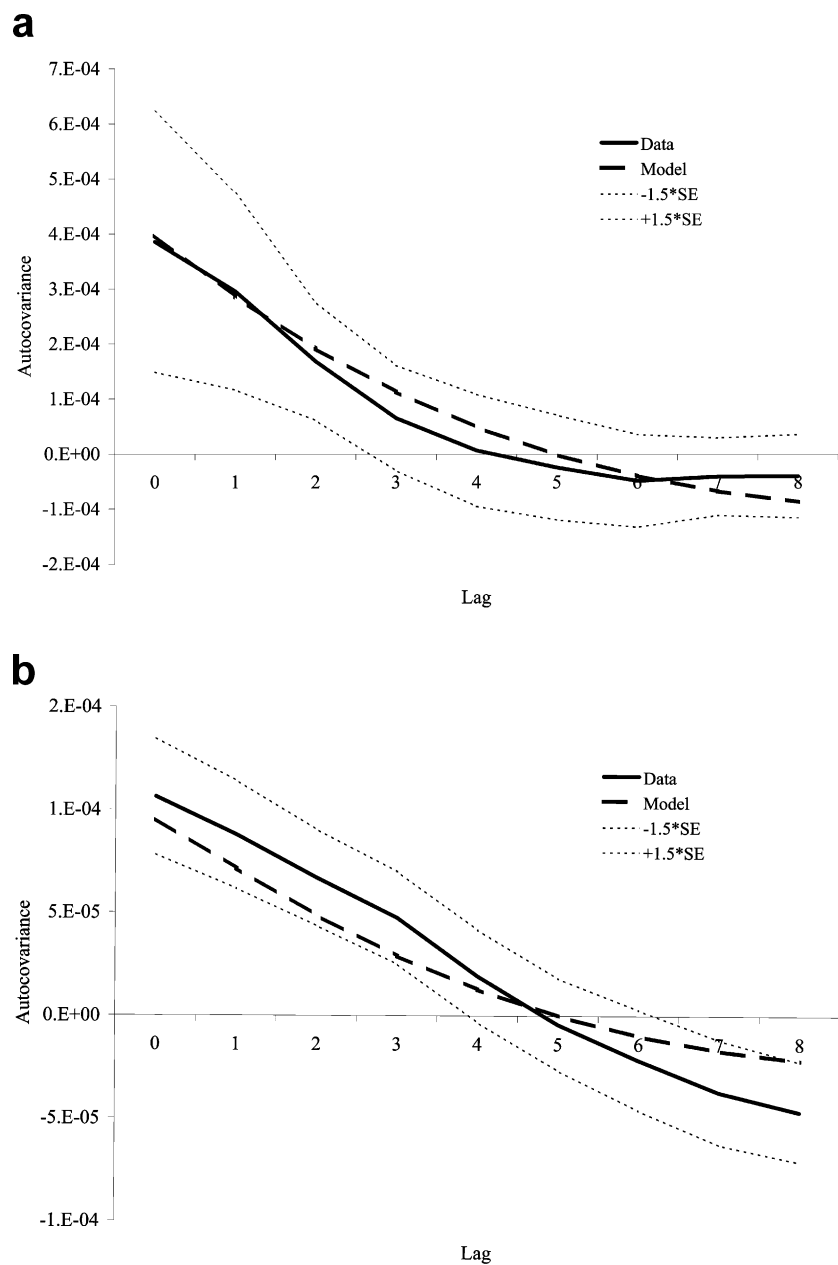 a
7.E-04
6.E-04
5.E-04
4.E-04
3.E-04
2.E-04
1.E-04
0.E+00
-1.E-04
-2.E-04
Autocovariance
Data
Model
-1.5*SE
+1.5*SE
0 1 2 3 4 5 6 7 8
Lag
b
2.E-04
1.E-04
5.E-05
0.E+00
-5.E-05
-1.E-04
Autocovariance
Data
Model
-1.5*SE
+1.5*SE
0 1 2 3 4 5 6 7 8
Lag